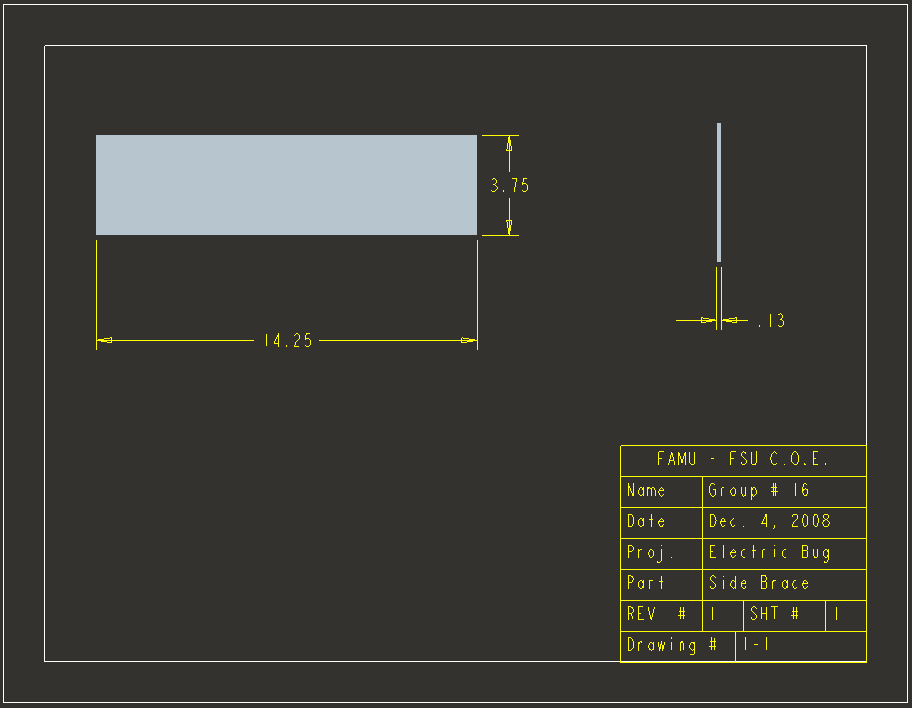 3.75
14.25
.13
FAMU - FSU C.O.E.
Name Group # 16
Date Dec. 4, 2008
Proj. Electric Bug
Part Side Brace
REV # 1 SHT # 1
Drawing # 1-1